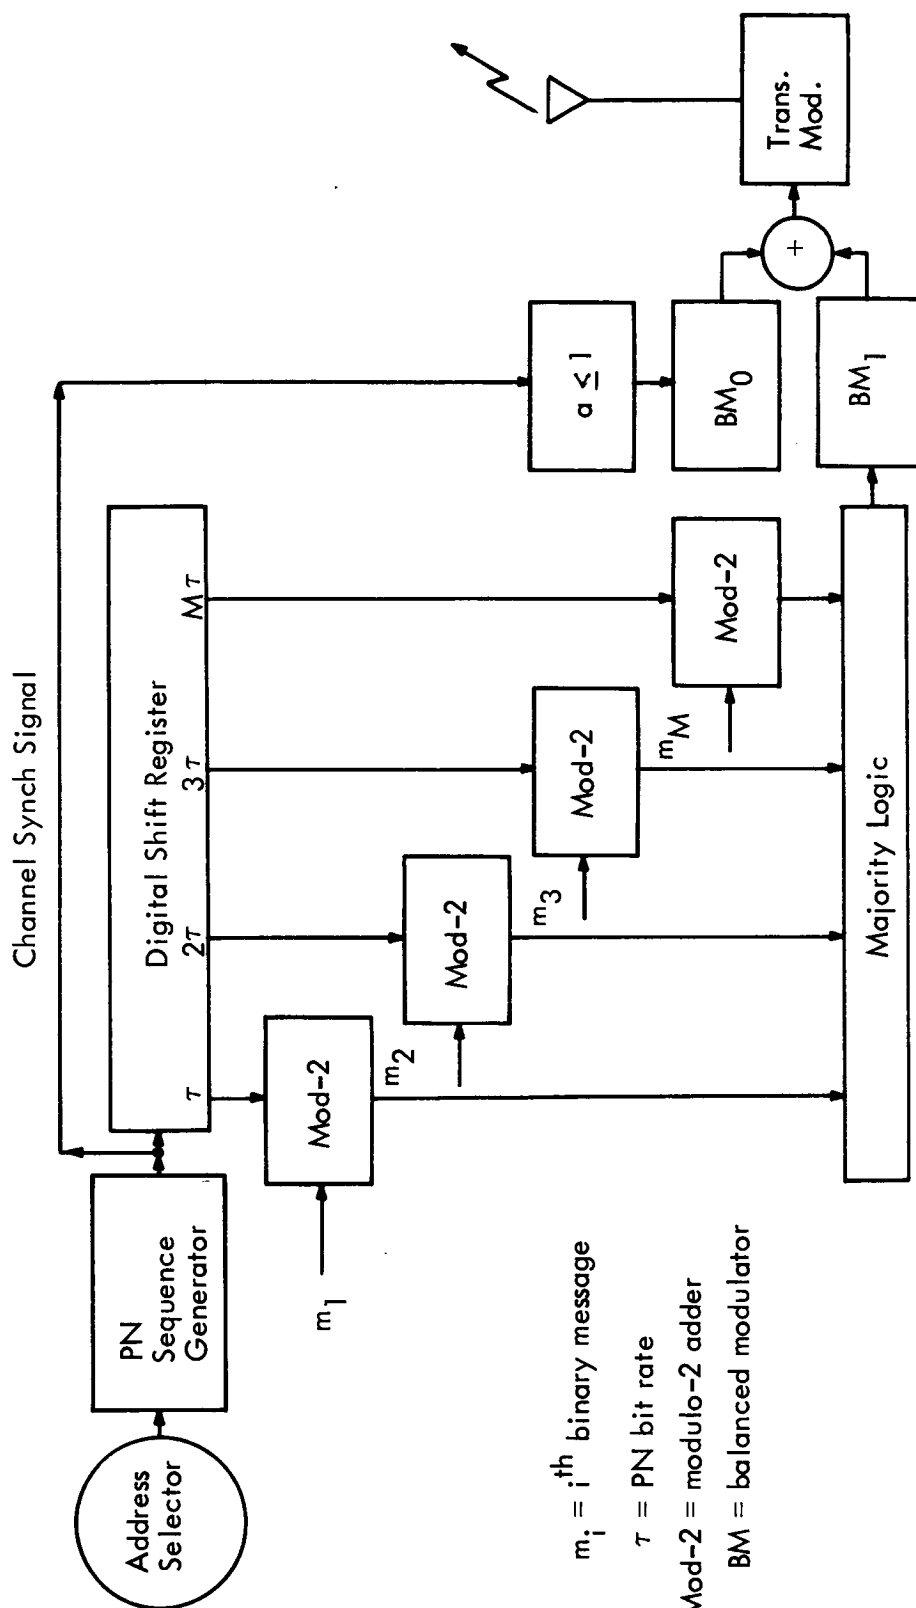 Channel Synch Signal
Address
Selector
PN
Sequence
Generator
Digital Shift Register
τ
2τ
3τ
Mτ
m1
Mod-2
m2
Mod-2
m3
Mod-2
mM
Mod-2
Majority Logic
a ≤ 1
BM0
BM1
+
Trans.
Mod.
mi = ith binary message
τ = PN bit rate
Mod-2 = modulo-2 adder
BM = balanced modulator